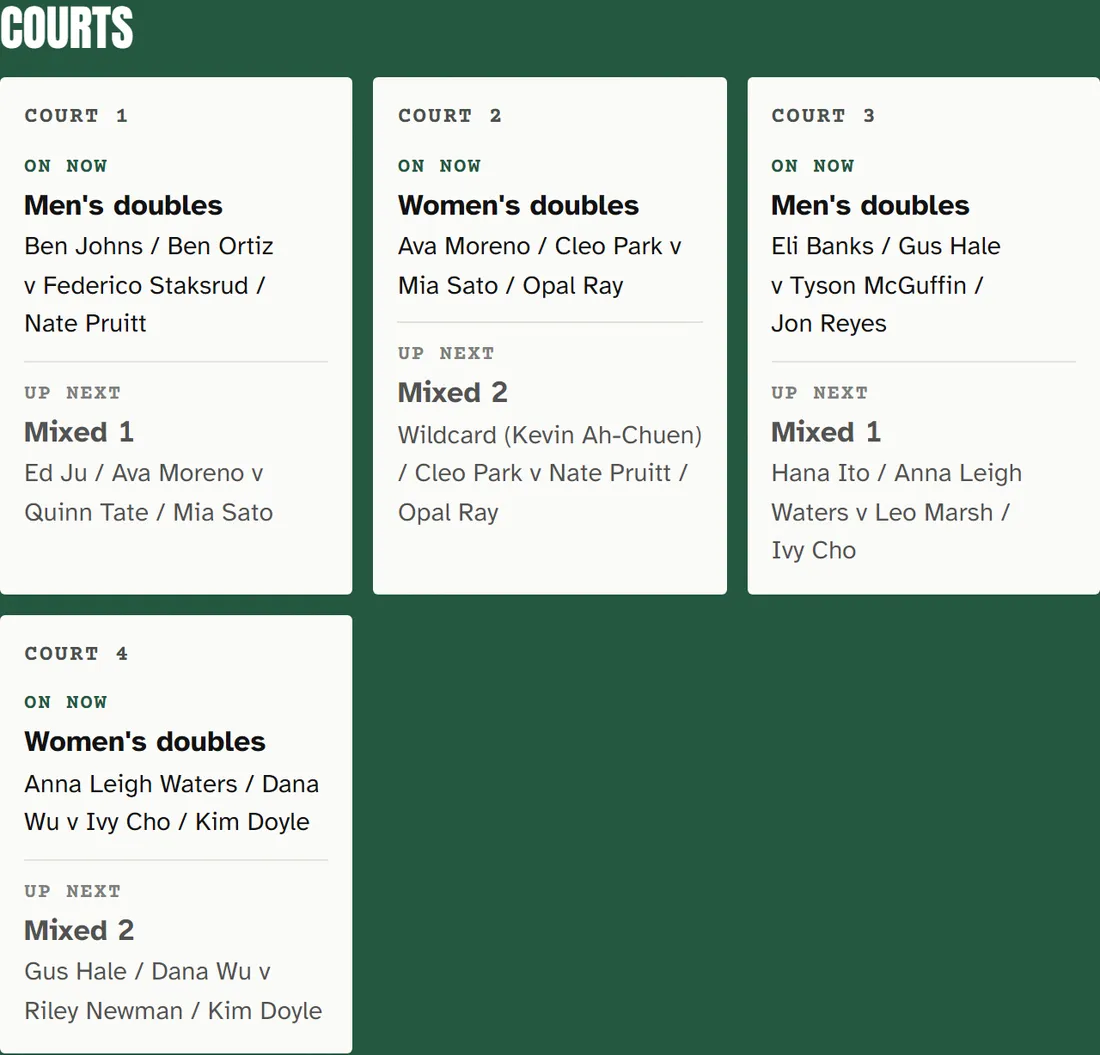 COURTS
COURT 1
ON NOW
Men's doubles
Ben Johns / Ben Ortiz
v Federico Staksrud /
Nate Pruitt
UP NEXT
Mixed 1
Ed Ju / Ava Moreno v
Quinn Tate / Mia Sato
COURT 2
ON NOW
Women's doubles
Ava Moreno / Cleo Park v
Mia Sato / Opal Ray
UP NEXT
Mixed 2
Wildcard (Kevin Ah-Chuen)
/ Cleo Park v Nate Pruitt /
Opal Ray
COURT 3
ON NOW
Men's doubles
Eli Banks / Gus Hale
v Tyson McGuffin /
Jon Reyes
UP NEXT
Mixed 1
Hana Ito / Anna Leigh
Waters v Leo Marsh /
Ivy Cho
COURT 4
ON NOW
Women's doubles
Anna Leigh Waters / Dana
Wu v Ivy Cho / Kim Doyle
UP NEXT
Mixed 2
Gus Hale / Dana Wu v
Riley Newman / Kim Doyle